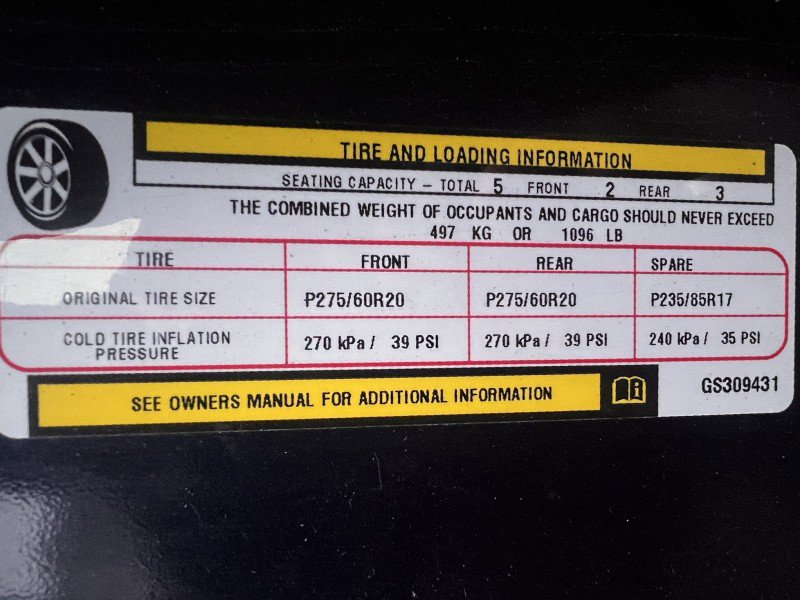 TIRE AND LOADING INFORMATION
SEATING CAPACITY – TOTAL 5 FRONT 2 REAR 3
THE COMBINED WEIGHT OF OCCUPANTS AND CARGO SHOULD NEVER EXCEED
497 KG OR 1096 LB
TIRE FRONT REAR SPARE
ORIGINAL TIRE SIZE P275/60R20 P275/60R20 P235/85R17
COLD TIRE INFLATION PRESSURE 270 kPa / 39 PSI 270 kPa / 39 PSI 240 kPa / 35 PSI
SEE OWNERS MANUAL FOR ADDITIONAL INFORMATION
GS309431